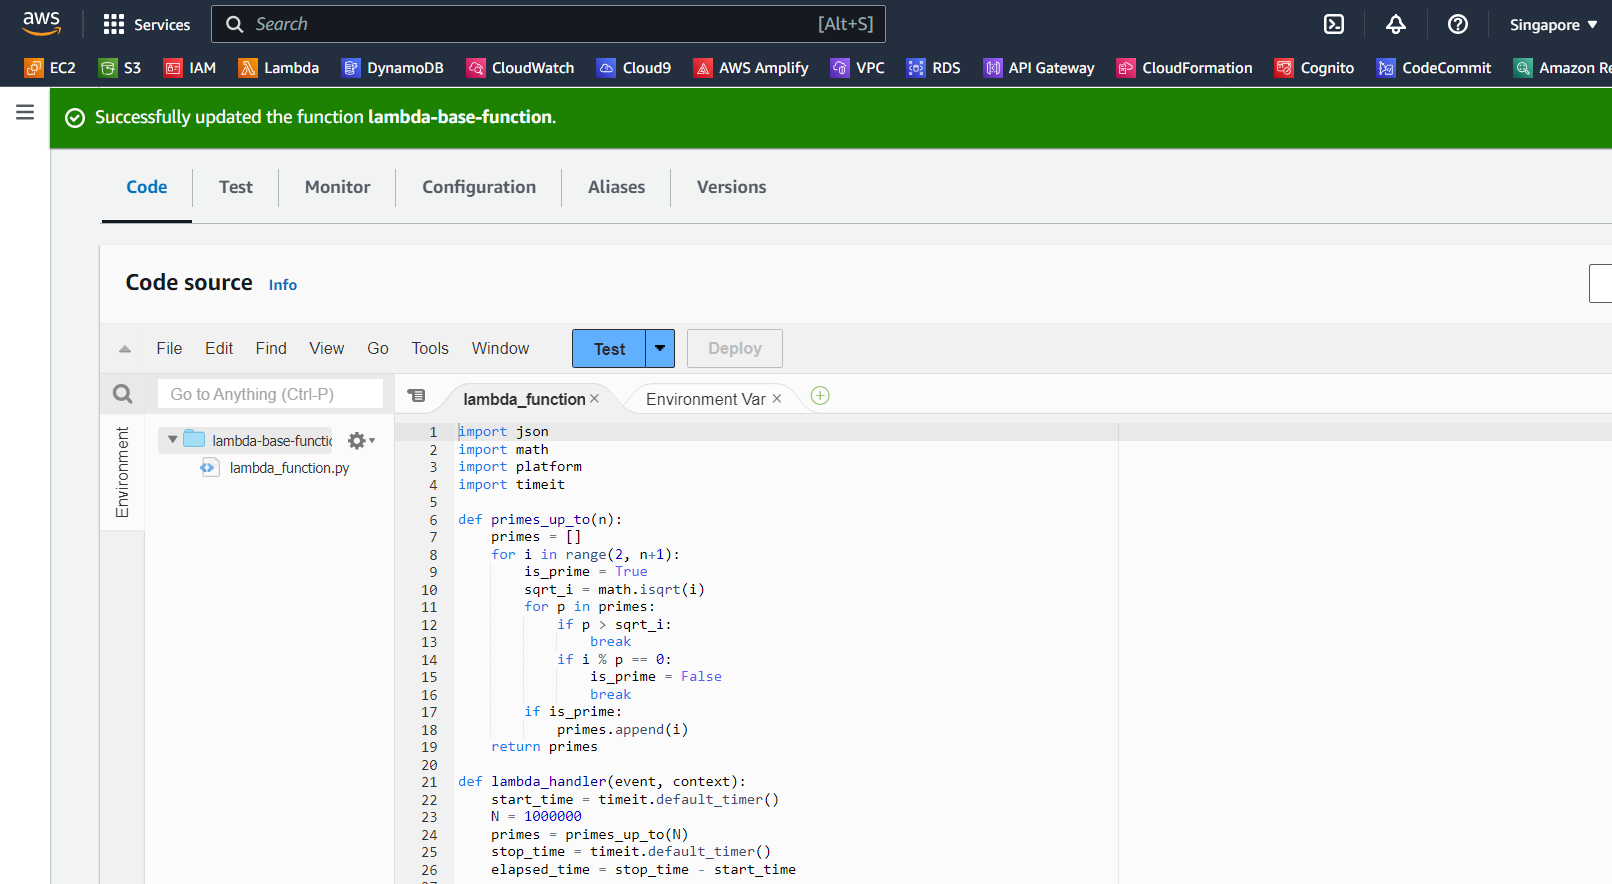 aws Services Search [Alt+S] Singapore
EC2 S3 IAM Lambda DynamoDB CloudWatch Cloud9 AWS Amplify VPC RDS API Gateway CloudFormation Cognito CodeCommit Amazon Re
Successfully updated the function lambda-base-function.
Code Test Monitor Configuration Aliases Versions
Code source Info
File Edit Find View Go Tools Window Test Deploy
Go to Anything (Ctrl-P) lambda_function × Environment Var ×
Environment
lambda-base-functic
lambda_function.py
1 import json
2 import math
3 import platform
4 import timeit
5
6 def primes_up_to(n):
7     primes = []
8     for i in range(2, n+1):
9         is_prime = True
10         sqrt_i = math.isqrt(i)
11         for p in primes:
12             if p > sqrt_i:
13                 break
14             if i % p == 0:
15                 is_prime = False
16                 break
17         if is_prime:
18             primes.append(i)
19     return primes
20
21 def lambda_handler(event, context):
22     start_time = timeit.default_timer()
23     N = 1000000
24     primes = primes_up_to(N)
25     stop_time = timeit.default_timer()
26     elapsed_time = stop_time - start_time